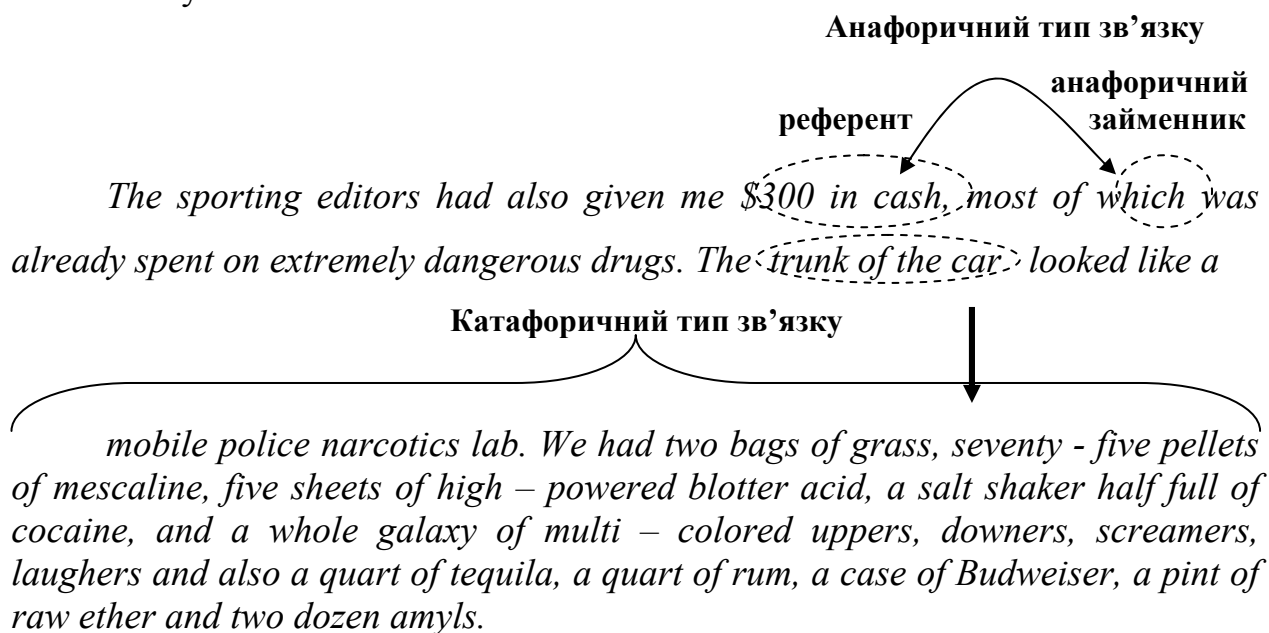 Анафоричний тип зв’язку
анафоричний
референт займенник
The sporting editors had also given me $300 in cash, most of which was
already spent on extremely dangerous drugs. The trunk of the car looked like a
Катафоричний тип зв’язку
mobile police narcotics lab. We had two bags of grass, seventy - five pellets
of mescaline, five sheets of high – powered blotter acid, a salt shaker half full of
cocaine, and a whole galaxy of multi – colored uppers, downers, screamers,
laughers and also a quart of tequila, a quart of rum, a case of Budweiser, a pint of
raw ether and two dozen amyls.